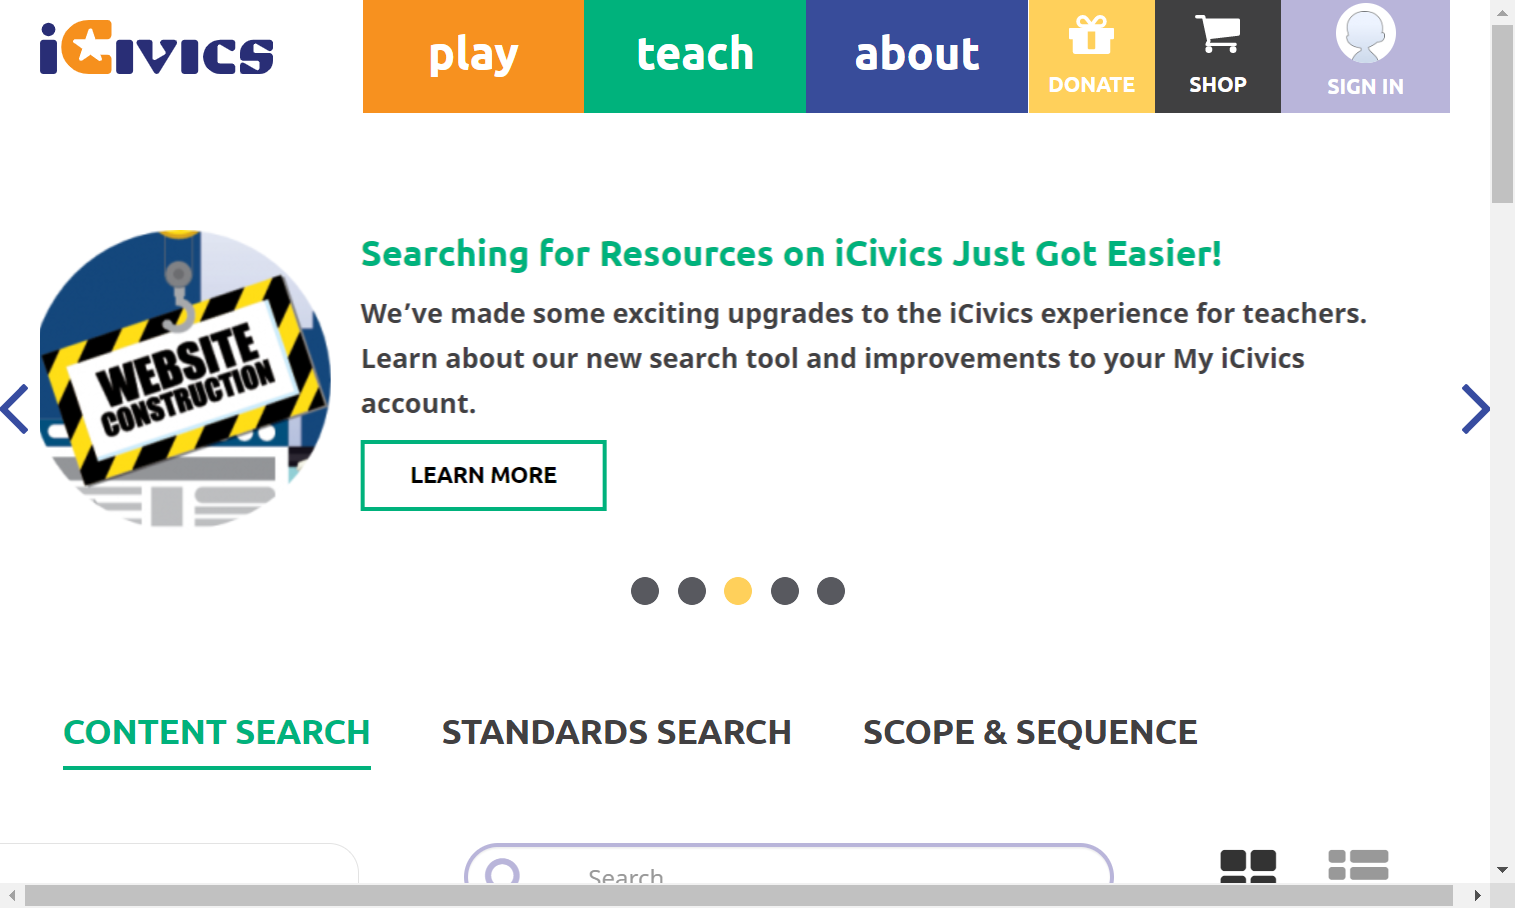 iCivics
play
teach
about
DONATE
SHOP
SIGN IN
WEBSITE
CONSTRUCTION
Searching for Resources on iCivics Just Got Easier!
We’ve made some exciting upgrades to the iCivics experience for teachers.
Learn about our new search tool and improvements to your My iCivics
account.
LEARN MORE
CONTENT SEARCH
STANDARDS SEARCH
SCOPE & SEQUENCE
Search